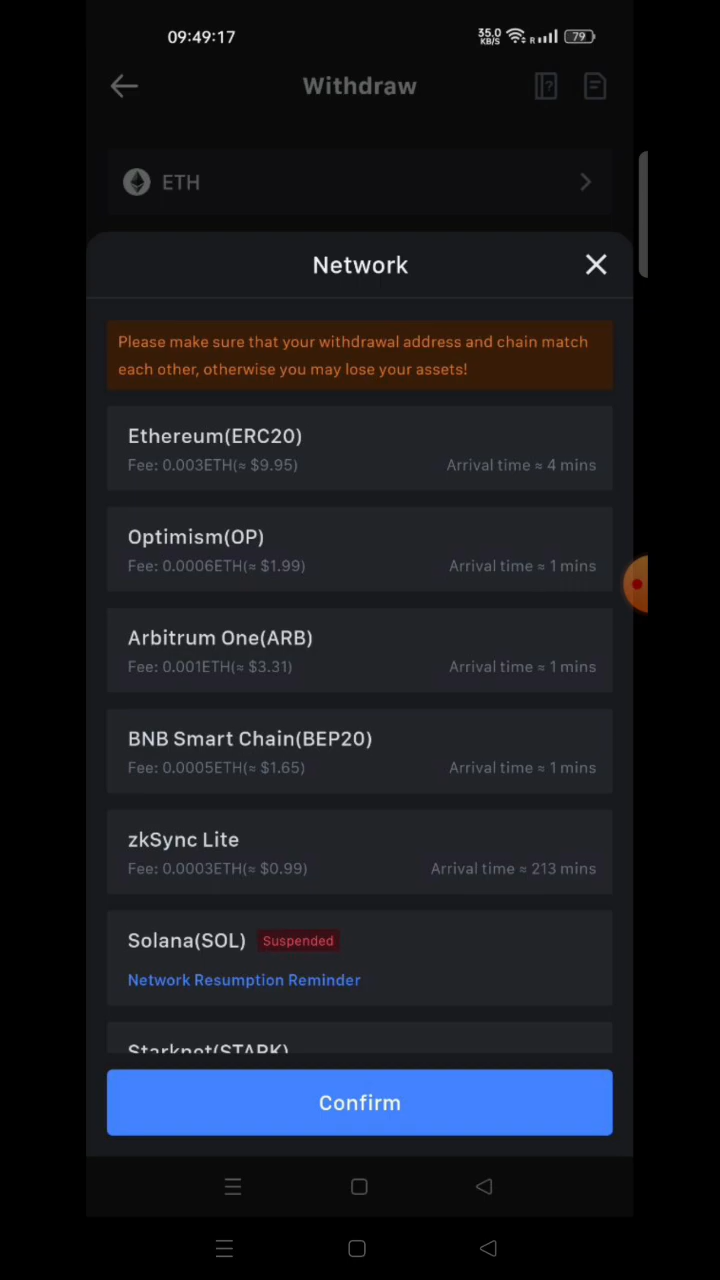 09:49:17
35.0
KB/S
R
79
Withdraw
ETH
Network
Please make sure that your withdrawal address and chain match
each other, otherwise you may lose your assets!
Ethereum(ERC20)
Fee: 0.003ETH(≈ $9.95) Arrival time ≈ 4 mins
Optimism(OP)
Fee: 0.0006ETH(≈ $1.99) Arrival time ≈ 1 mins
Arbitrum One(ARB)
Fee: 0.001ETH(≈ $3.31) Arrival time ≈ 1 mins
BNB Smart Chain(BEP20)
Fee: 0.0005ETH(≈ $1.65) Arrival time ≈ 1 mins
zkSync Lite
Fee: 0.0003ETH(≈ $0.99) Arrival time ≈ 213 mins
Solana(SOL) Suspended
Network Resumption Reminder
Starknet(STARK)
Confirm